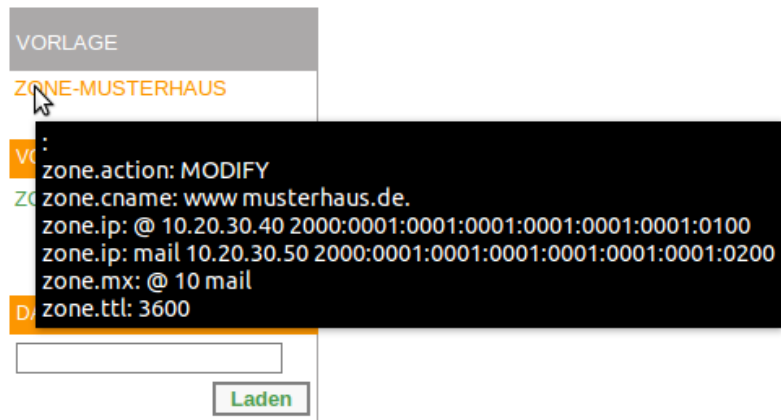 VORLAGE
ZONE-MUSTERHAUS
:
zone.action: MODIFY
zone.cname: www musterhaus.de.
zone.ip: @ 10.20.30.40 2000:0001:0001:0001:0001:0001:0001:0100
zone.ip: mail 10.20.30.50 2000:0001:0001:0001:0001:0001:0001:0200
zone.mx: @ 10 mail
zone.ttl: 3600
Laden